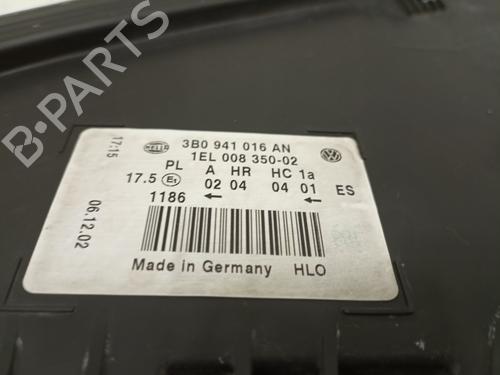 17:15
HELLA
3B0 941 016 AN
1EL 008 350-02
PL A HR HC 1a
17.5 E1 02 04 04 01 ES
1186 ← ←
06.12.02
Made in Germany HLO
B-PARTS